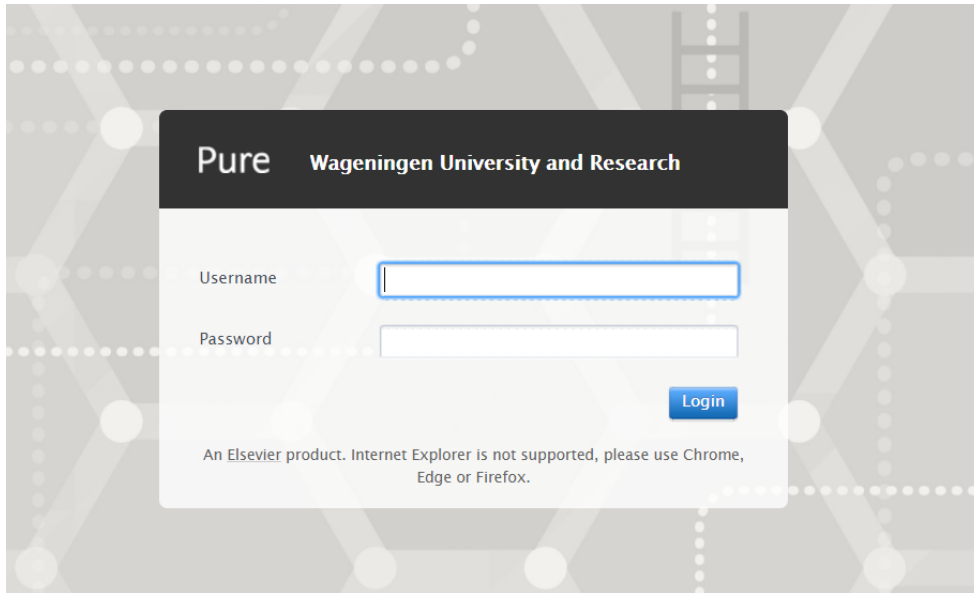 Pure Wageningen University and Research
Username
Password
Login
An Elsevier product. Internet Explorer is not supported, please use Chrome,
Edge or Firefox.